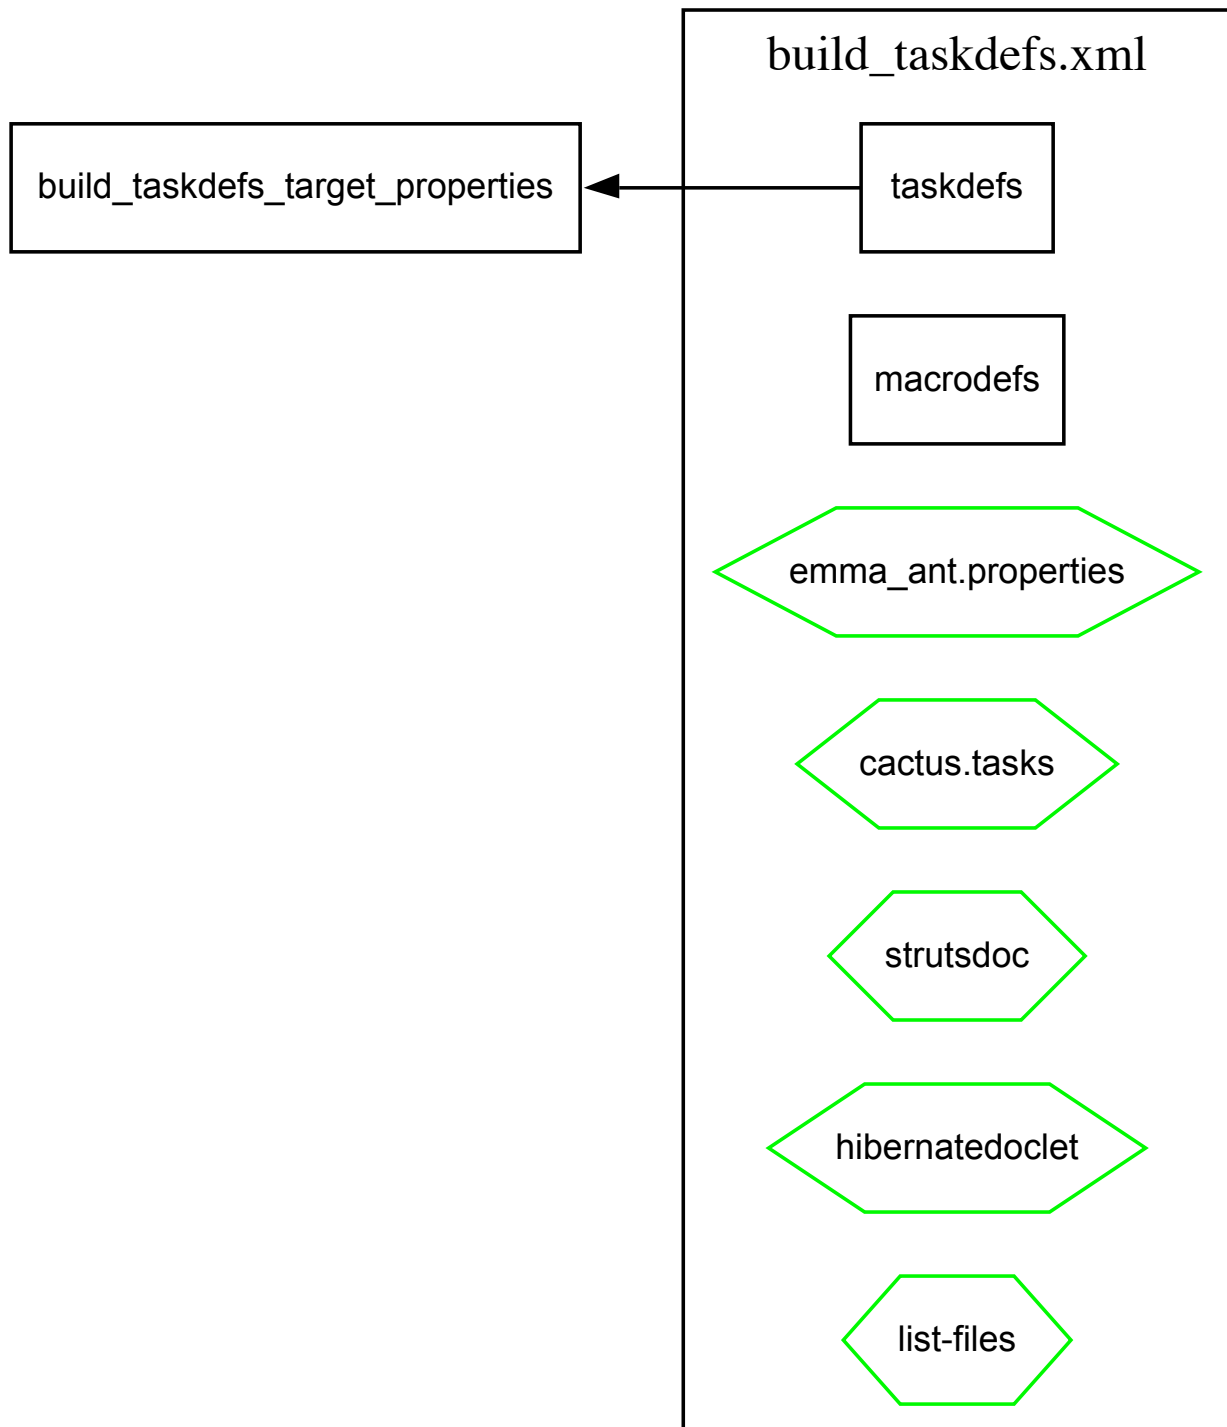 build_taskdefs.xml
build_taskdefs_target_properties
taskdefs
macrodefs
emma_ant.properties
cactus.tasks
strutsdoc
hibernatedoclet
list-files